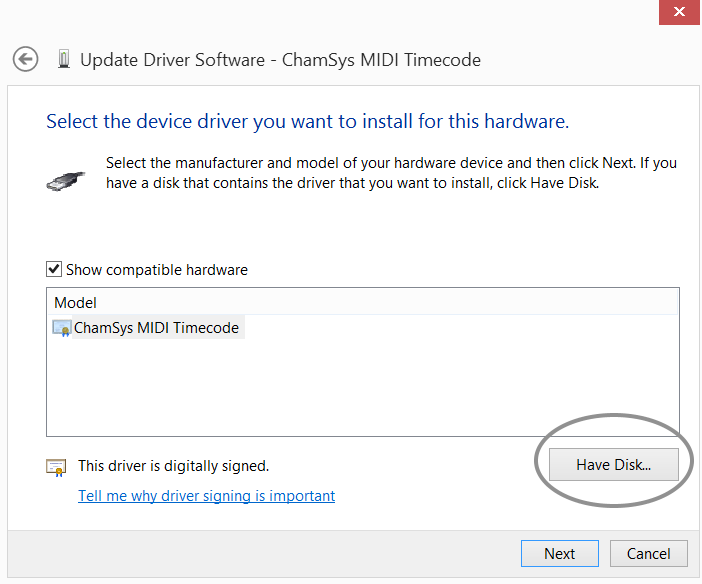 Update Driver Software - ChamSys MIDI Timecode
Select the device driver you want to install for this hardware.
Select the manufacturer and model of your hardware device and then click Next. If you
have a disk that contains the driver that you want to install, click Have Disk.
Show compatible hardware
Model
ChamSys MIDI Timecode
This driver is digitally signed.
Have Disk...
Tell me why driver signing is important
Next
Cancel